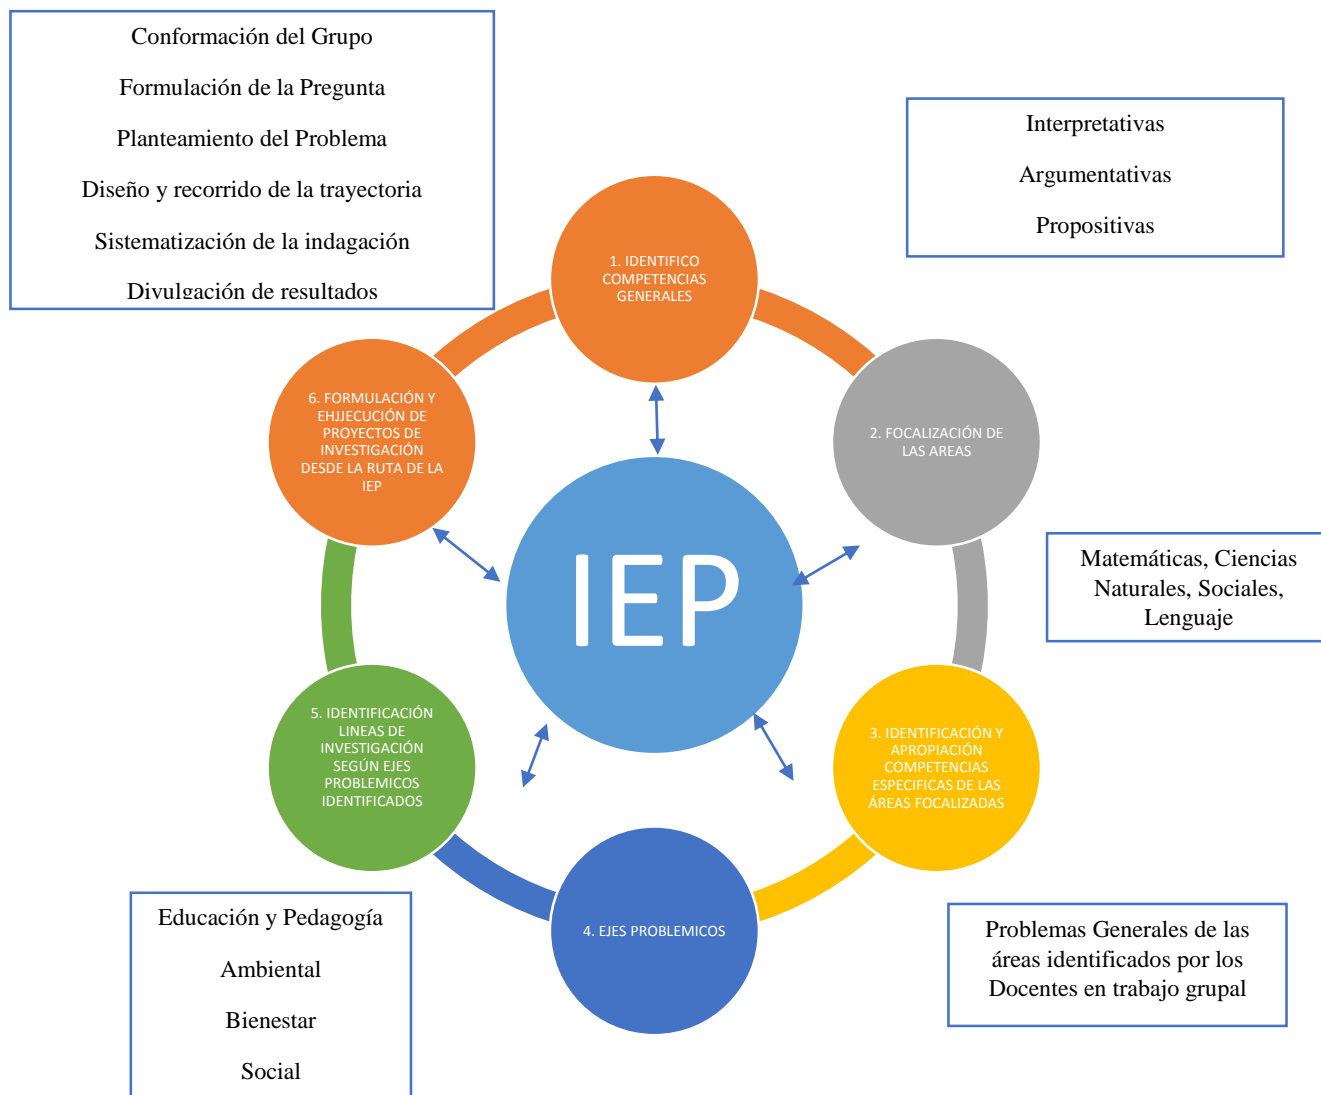 Conformación del Grupo
Formulación de la Pregunta
Planteamiento del Problema
Diseño y recorrido de la trayectoria
Sistematización de la indagación
Divulgación de resultados
Interpretativas
Argumentativas
Propositivas
1. IDENTIFICO
COMPETENCIAS
GENERALES
2. FOCALIZACIÓN DE
LAS AREAS
Matemáticas, Ciencias
Naturales, Sociales,
Lenguaje
3. IDENTIFICACIÓN Y
APROPIACIÓN
COMPETENCIAS
ESPECIFICAS DE LAS
ÁREAS FOCALIZADAS
Problemas Generales de las
áreas identificados por los
Docentes en trabajo grupal
4. EJES PROBLEMICOS
5. IDENTIFICACIÓN
LINEAS DE
INVESTIGACIÓN
SEGÚN EJES
PROBLEMICOS
IDENTIFICADOS
Educación y Pedagogía
Ambiental
Bienestar
Social
6. FORMULACIÓN Y
EHJJECUCIÓN DE
PROYECTOS DE
INVESTIGACIÓN
DESDE LA RUTA DE LA
IEP
IEP